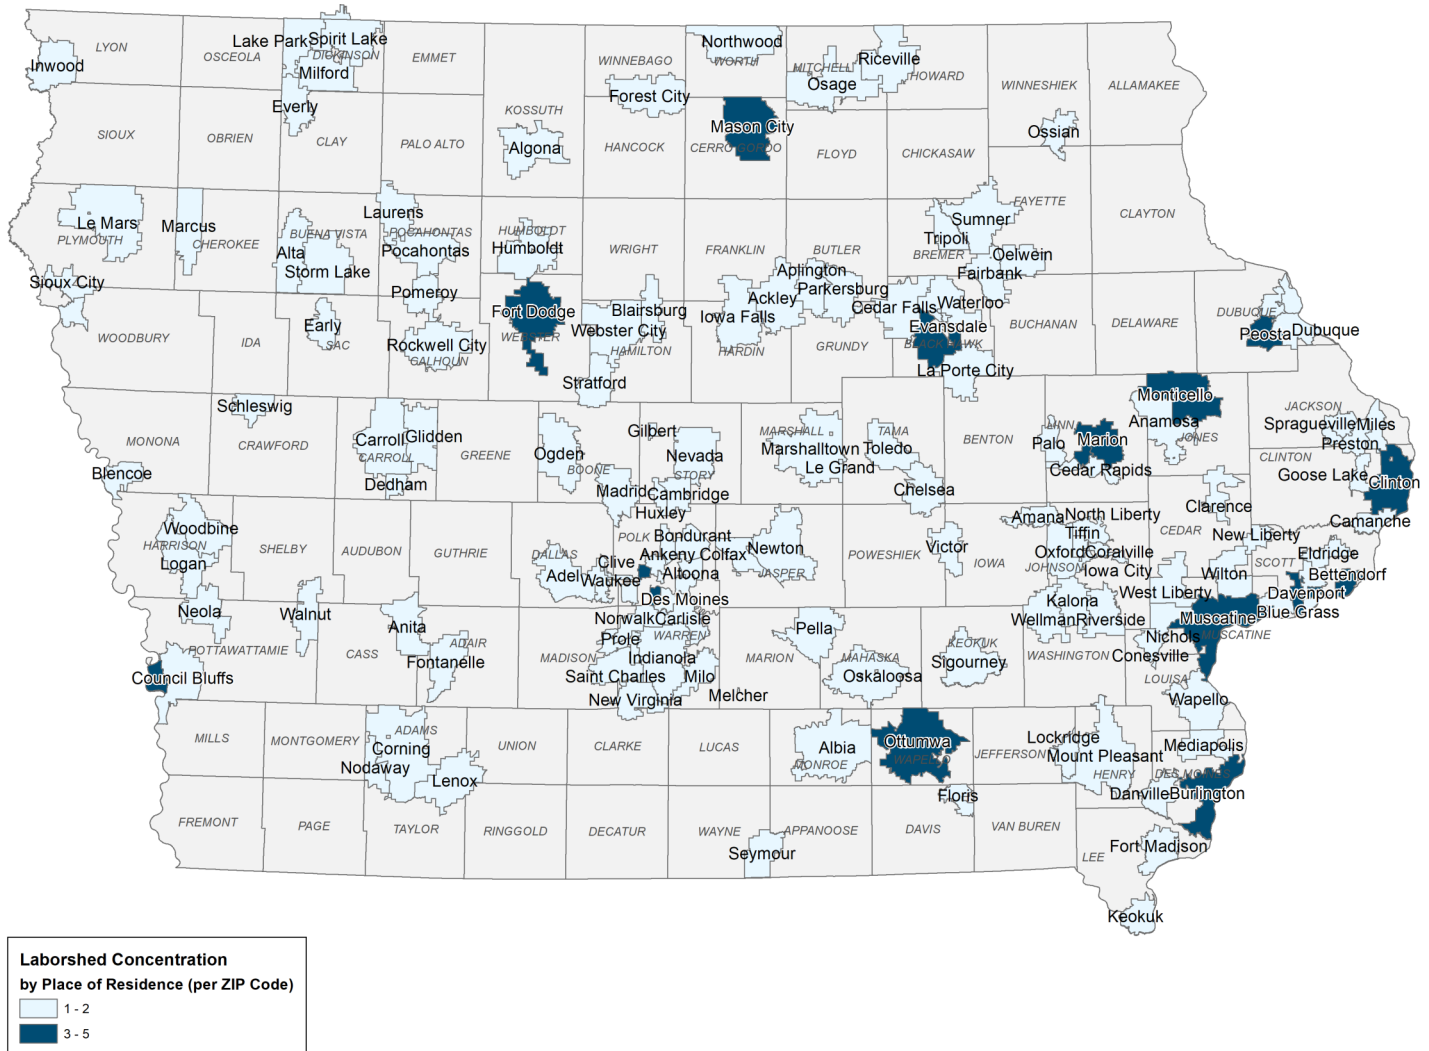 LYON
OSCEOLA
Lake Park
Spirit Lake
DICKINSON
EMMET
Inwood
Milford
Everly
Northwood
WORTH
WINNEBAGO
Forest City
MITCHELL
Riceville
Osage
HOWARD
WINNESHIEK
ALLAMAKEE
KOSSUTH
SIOUX
OBRIEN
CLAY
PALO ALTO
Algona
HANCOCK
Mason City
CERRO GORDO
FLOYD
CHICKASAW
Ossian
Le Mars
PLYMOUTH
Marcus
CHEROKEE
BUENA VISTA
Alta
Storm Lake
Laurens
POCAHONTAS
Pocahontas
HUMBOLDT
Humboldt
WRIGHT
FRANKLIN
BUTLER
Sumner
Tripoli
BREMER
FAYETTE
Oelwein
Fairbank
CLAYTON
Sioux City
WOODBURY
IDA
Early
SAC
Pomeroy
Rockwell City
CALHOUN
Fort Dodge
WEBSTER
Blairsburg
Webster City
HAMILTON
Stratford
Aplington
Parkersburg
Ackley
Iowa Falls
HARDIN
GRUNDY
Cedar Falls
Waterloo
Evansdale
BLACK HAWK
La Porte City
BUCHANAN
DELAWARE
DUBUQUE
Peosta
Dubuque
MONONA
Schleswig
CRAWFORD
Carroll
Glidden
CARROLL
Dedham
GREENE
Ogden
BOONE
Gilbert
Nevada
STORY
Madrid
Cambridge
Huxley
MARSHALL
Marshalltown
Le Grand
TAMA
Toledo
Chelsea
BENTON
LINN
Palo
Marion
Cedar Rapids
Monticello
Anamosa
JONES
JACKSON
Spragueville
Miles
Preston
CLINTON
Goose Lake
Clinton
Camanche
Blencoe
Woodbine
HARRISON
Logan
SHELBY
AUDUBON
GUTHRIE
DALLAS
Adel
Waukee
Clive
POLK
Bondurant
Ankeny
Colfax
Altoona
Des Moines
Newton
JASPER
POWESHIEK
Victor
IOWA
Amana
North Liberty
Tiffin
Oxford
Coralville
JOHNSON
Iowa City
Clarence
CEDAR
New Liberty
Wilton
SCOTT
Eldridge
Bettendorf
Davenport
Blue Grass
West Liberty
Muscatine
MUSCATINE
Nichols
Conesville
Neola
Walnut
POTTAWATTAMIE
Council Bluffs
CASS
Anita
ADAIR
Fontanelle
MADISON
Norwalk
Carlisle
Prole
WARREN
Indianola
Saint Charles
Milo
New Virginia
Melcher
MARION
Pella
MAHASKA
Oskaloosa
KEOKUK
Sigourney
WASHINGTON
Kalona
Wellman
Riverside
LOUISA
Wapello
MILLS
MONTGOMERY
ADAMS
Corning
Nodaway
Lenox
UNION
CLARKE
LUCAS
Albia
MONROE
Ottumwa
WAPELLO
JEFFERSON
Lockridge
Mount Pleasant
HENRY
Mediapolis
DES MOINES
Danville
Burlington
FREMONT
PAGE
TAYLOR
RINGGOLD
DECATUR
WAYNE
Seymour
APPANOOSE
DAVIS
Floris
VAN BUREN
LEE
Fort Madison
Keokuk
Laborshed Concentration
by Place of Residence (per ZIP Code)
1 - 2
3 - 5